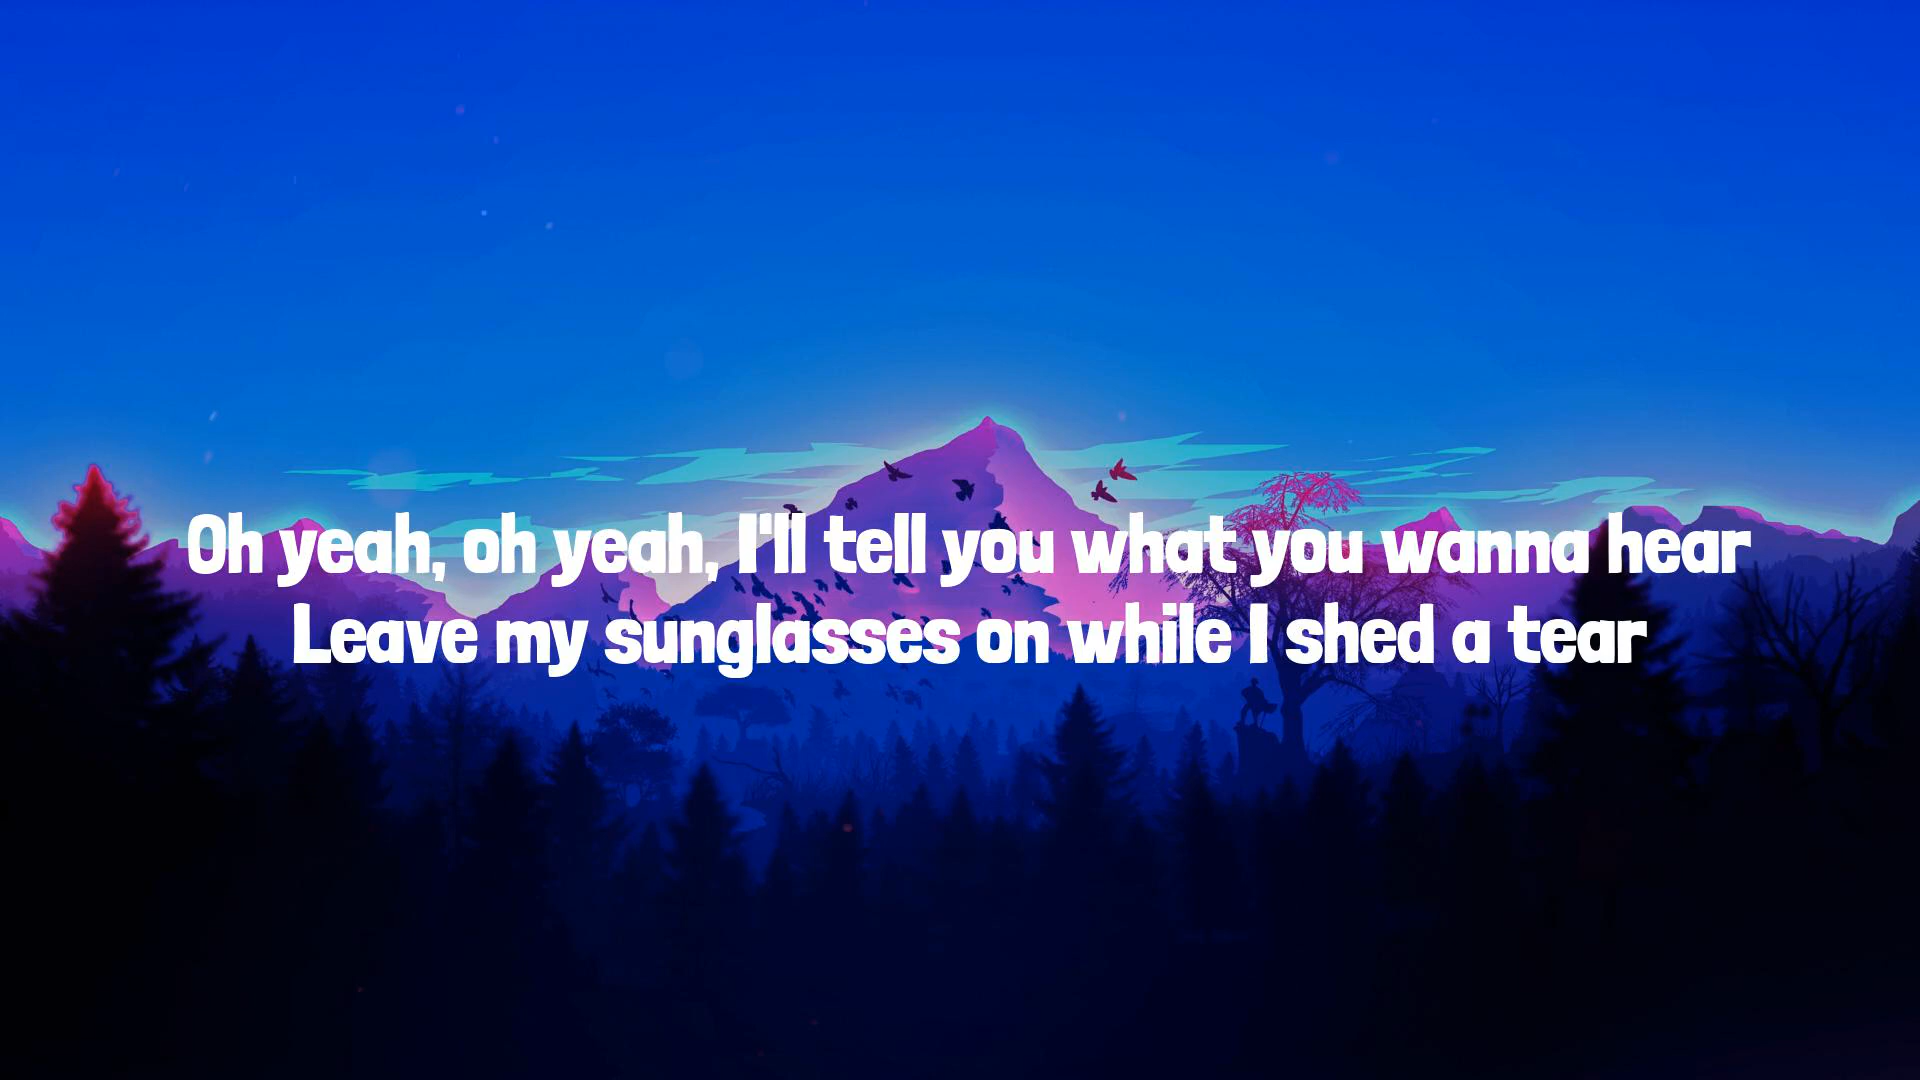 Oh yeah, oh yeah, I'll tell you what you wanna hear
Leave my sunglasses on while I shed a tear